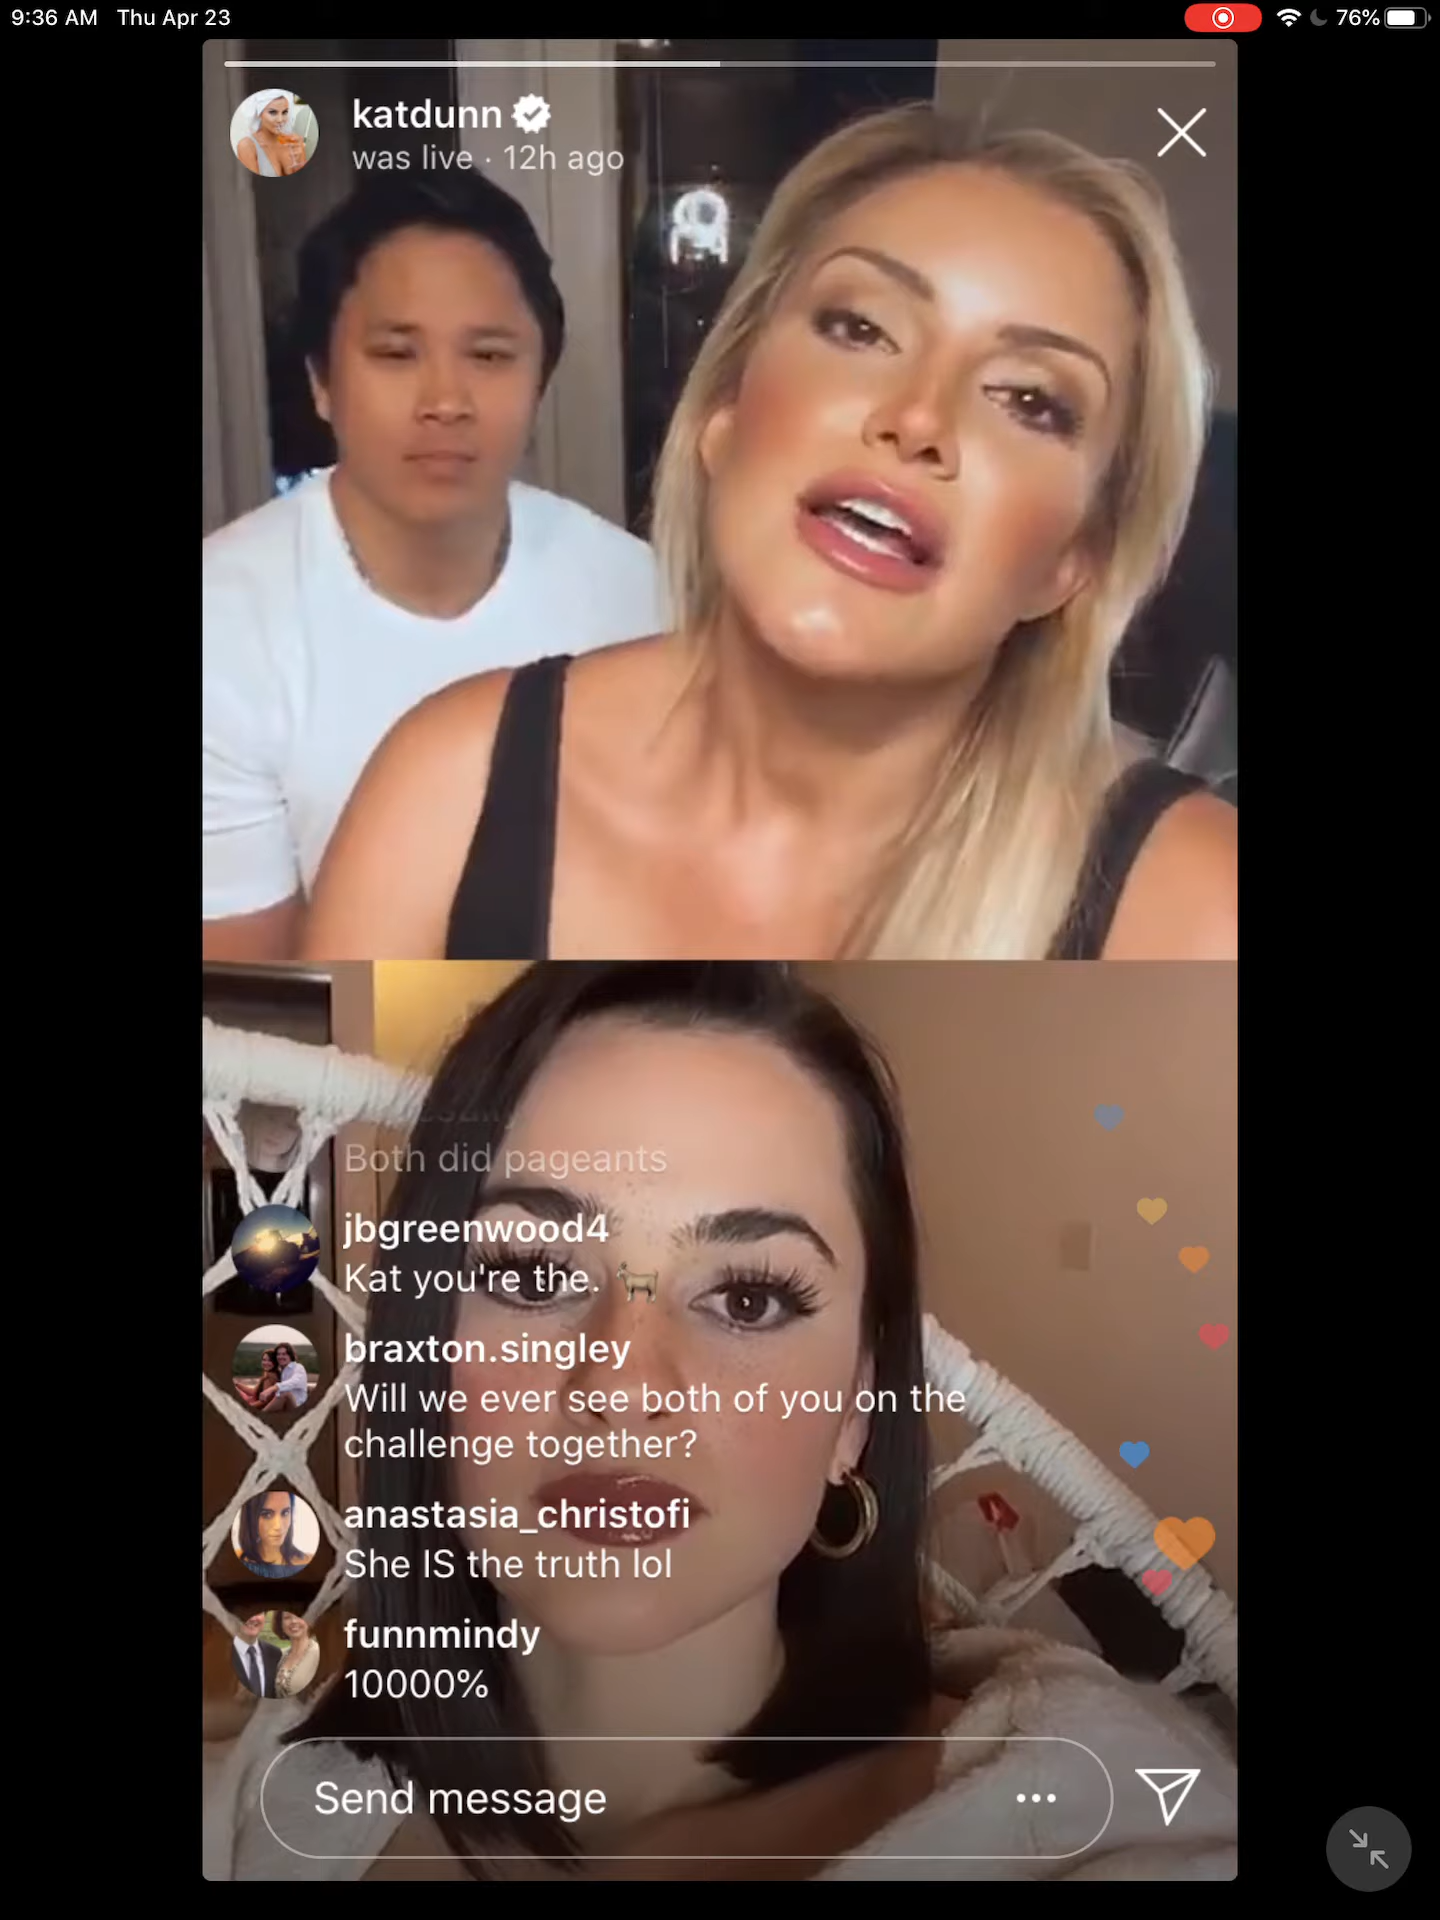 9:36 AM Thu Apr 23
76%
katdunn
was live · 12h ago
Both did pageants
jbgreenwood4
Kat you're the. 🐐
braxton.singley
Will we ever see both of you on the
challenge together?
anastasia_christofi
She IS the truth lol
funnmindy
10000%
Send message